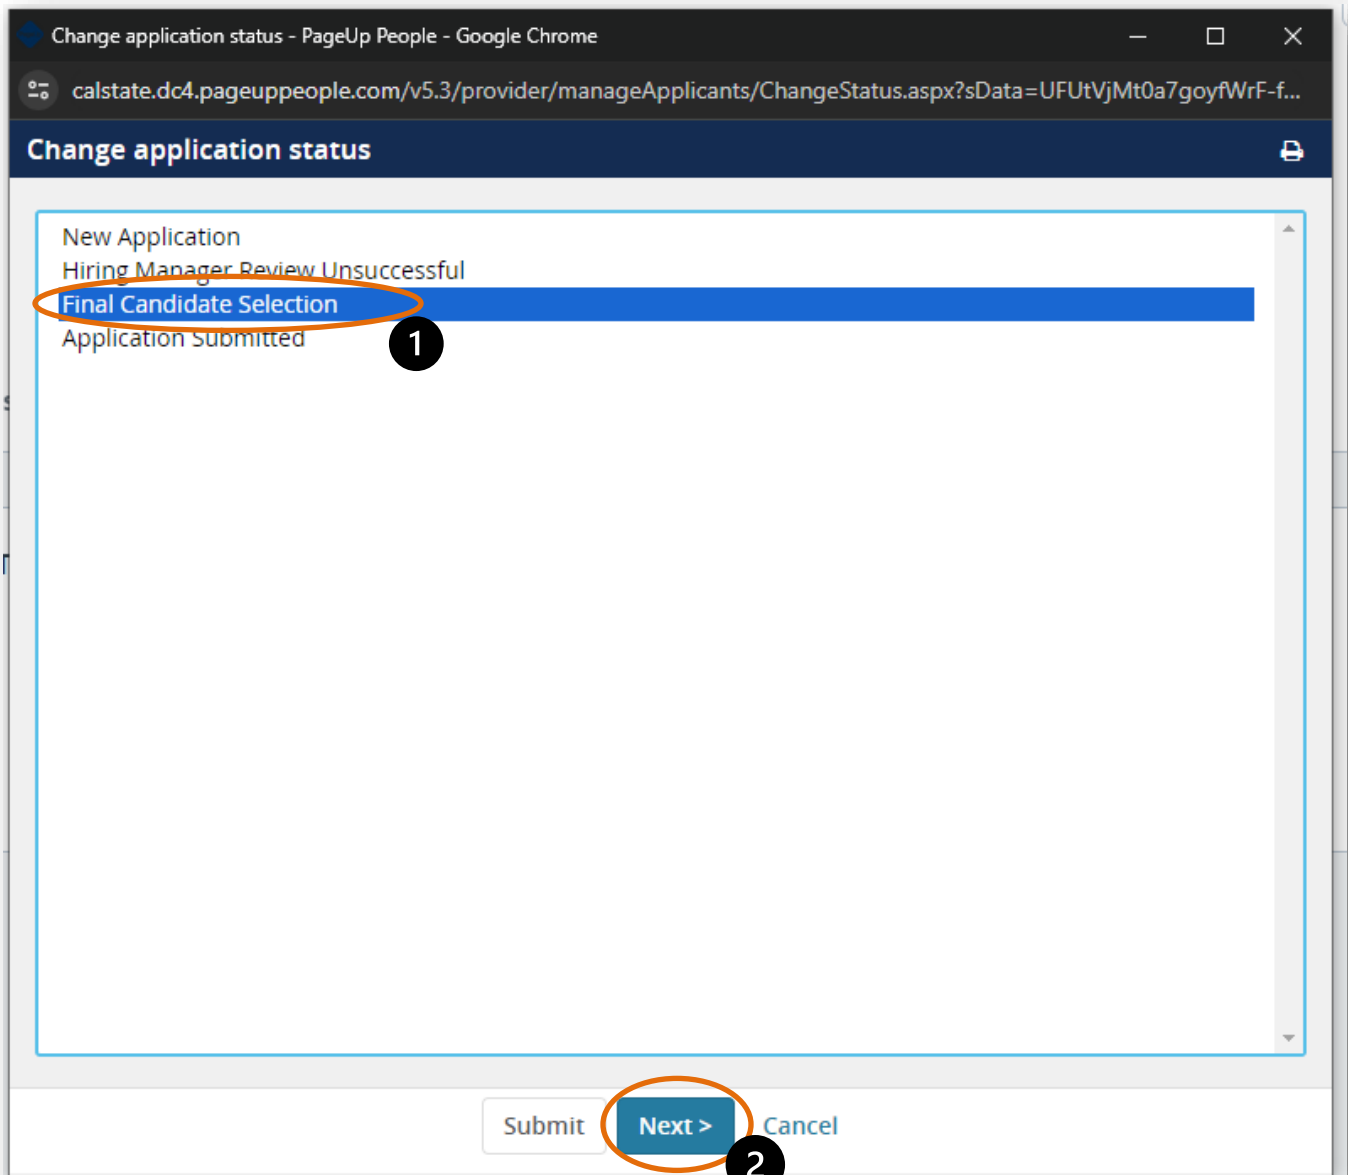 Change application status - PageUp People - Google Chrome
calstate.dc4.pageuppeople.com/v5.3/provider/manageApplicants/ChangeStatus.aspx?sData=UFUtVjMt0a7goyfWrF-f...
Change application status
New Application
Hiring Manager Review Unsuccessful
Final Candidate Selection
1
Application Submitted
Submit Next > Cancel
2